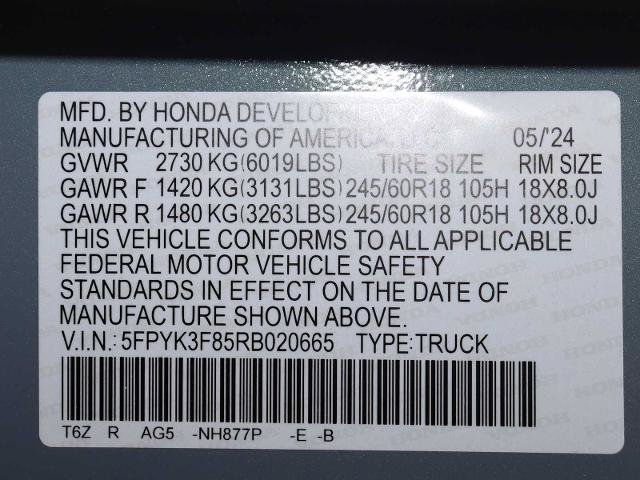 MFD. BY HONDA DEVELOPMENT &
MANUFACTURING OF AMERICA, 05/'24
GVWR 2730 KG(6019LBS) TIRE SIZE RIM SIZE
GAWR F 1420 KG(3131LBS) 245/60R18 105H 18X8.0J
GAWR R 1480 KG(3263LBS) 245/60R18 105H 18X8.0J
THIS VEHICLE CONFORMS TO ALL APPLICABLE
FEDERAL MOTOR VEHICLE SAFETY
STANDARDS IN EFFECT ON THE DATE OF
MANUFACTURE SHOWN ABOVE.
V.I.N.: 5FPYK3F85RB020665 TYPE: TRUCK
T6Z R AG5 -NH877P -E -B